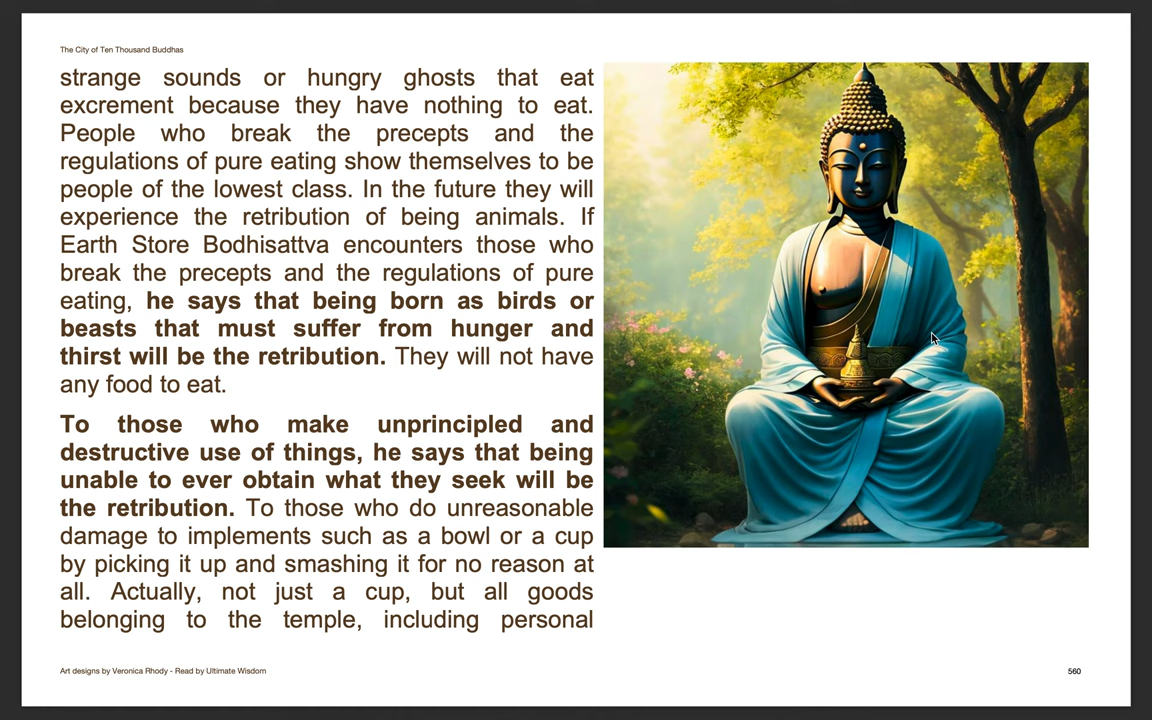 The City of Ten Thousand Buddhas
strange sounds or hungry ghosts that eat
excrement because they have nothing to eat.
People who break the precepts and the
regulations of pure eating show themselves to be
people of the lowest class. In the future they will
experience the retribution of being animals. If
Earth Store Bodhisattva encounters those who
break the precepts and the regulations of pure
eating, he says that being born as birds or
beasts that must suffer from hunger and
thirst will be the retribution. They will not have
any food to eat.
To those who make unprincipled and
destructive use of things, he says that being
unable to ever obtain what they seek will be
the retribution. To those who do unreasonable
damage to implements such as a bowl or a cup
by picking it up and smashing it for no reason at
all. Actually, not just a cup, but all goods
belonging to the temple, including personal
Art designs by Veronica Rhody - Read by Ultimate Wisdom
560